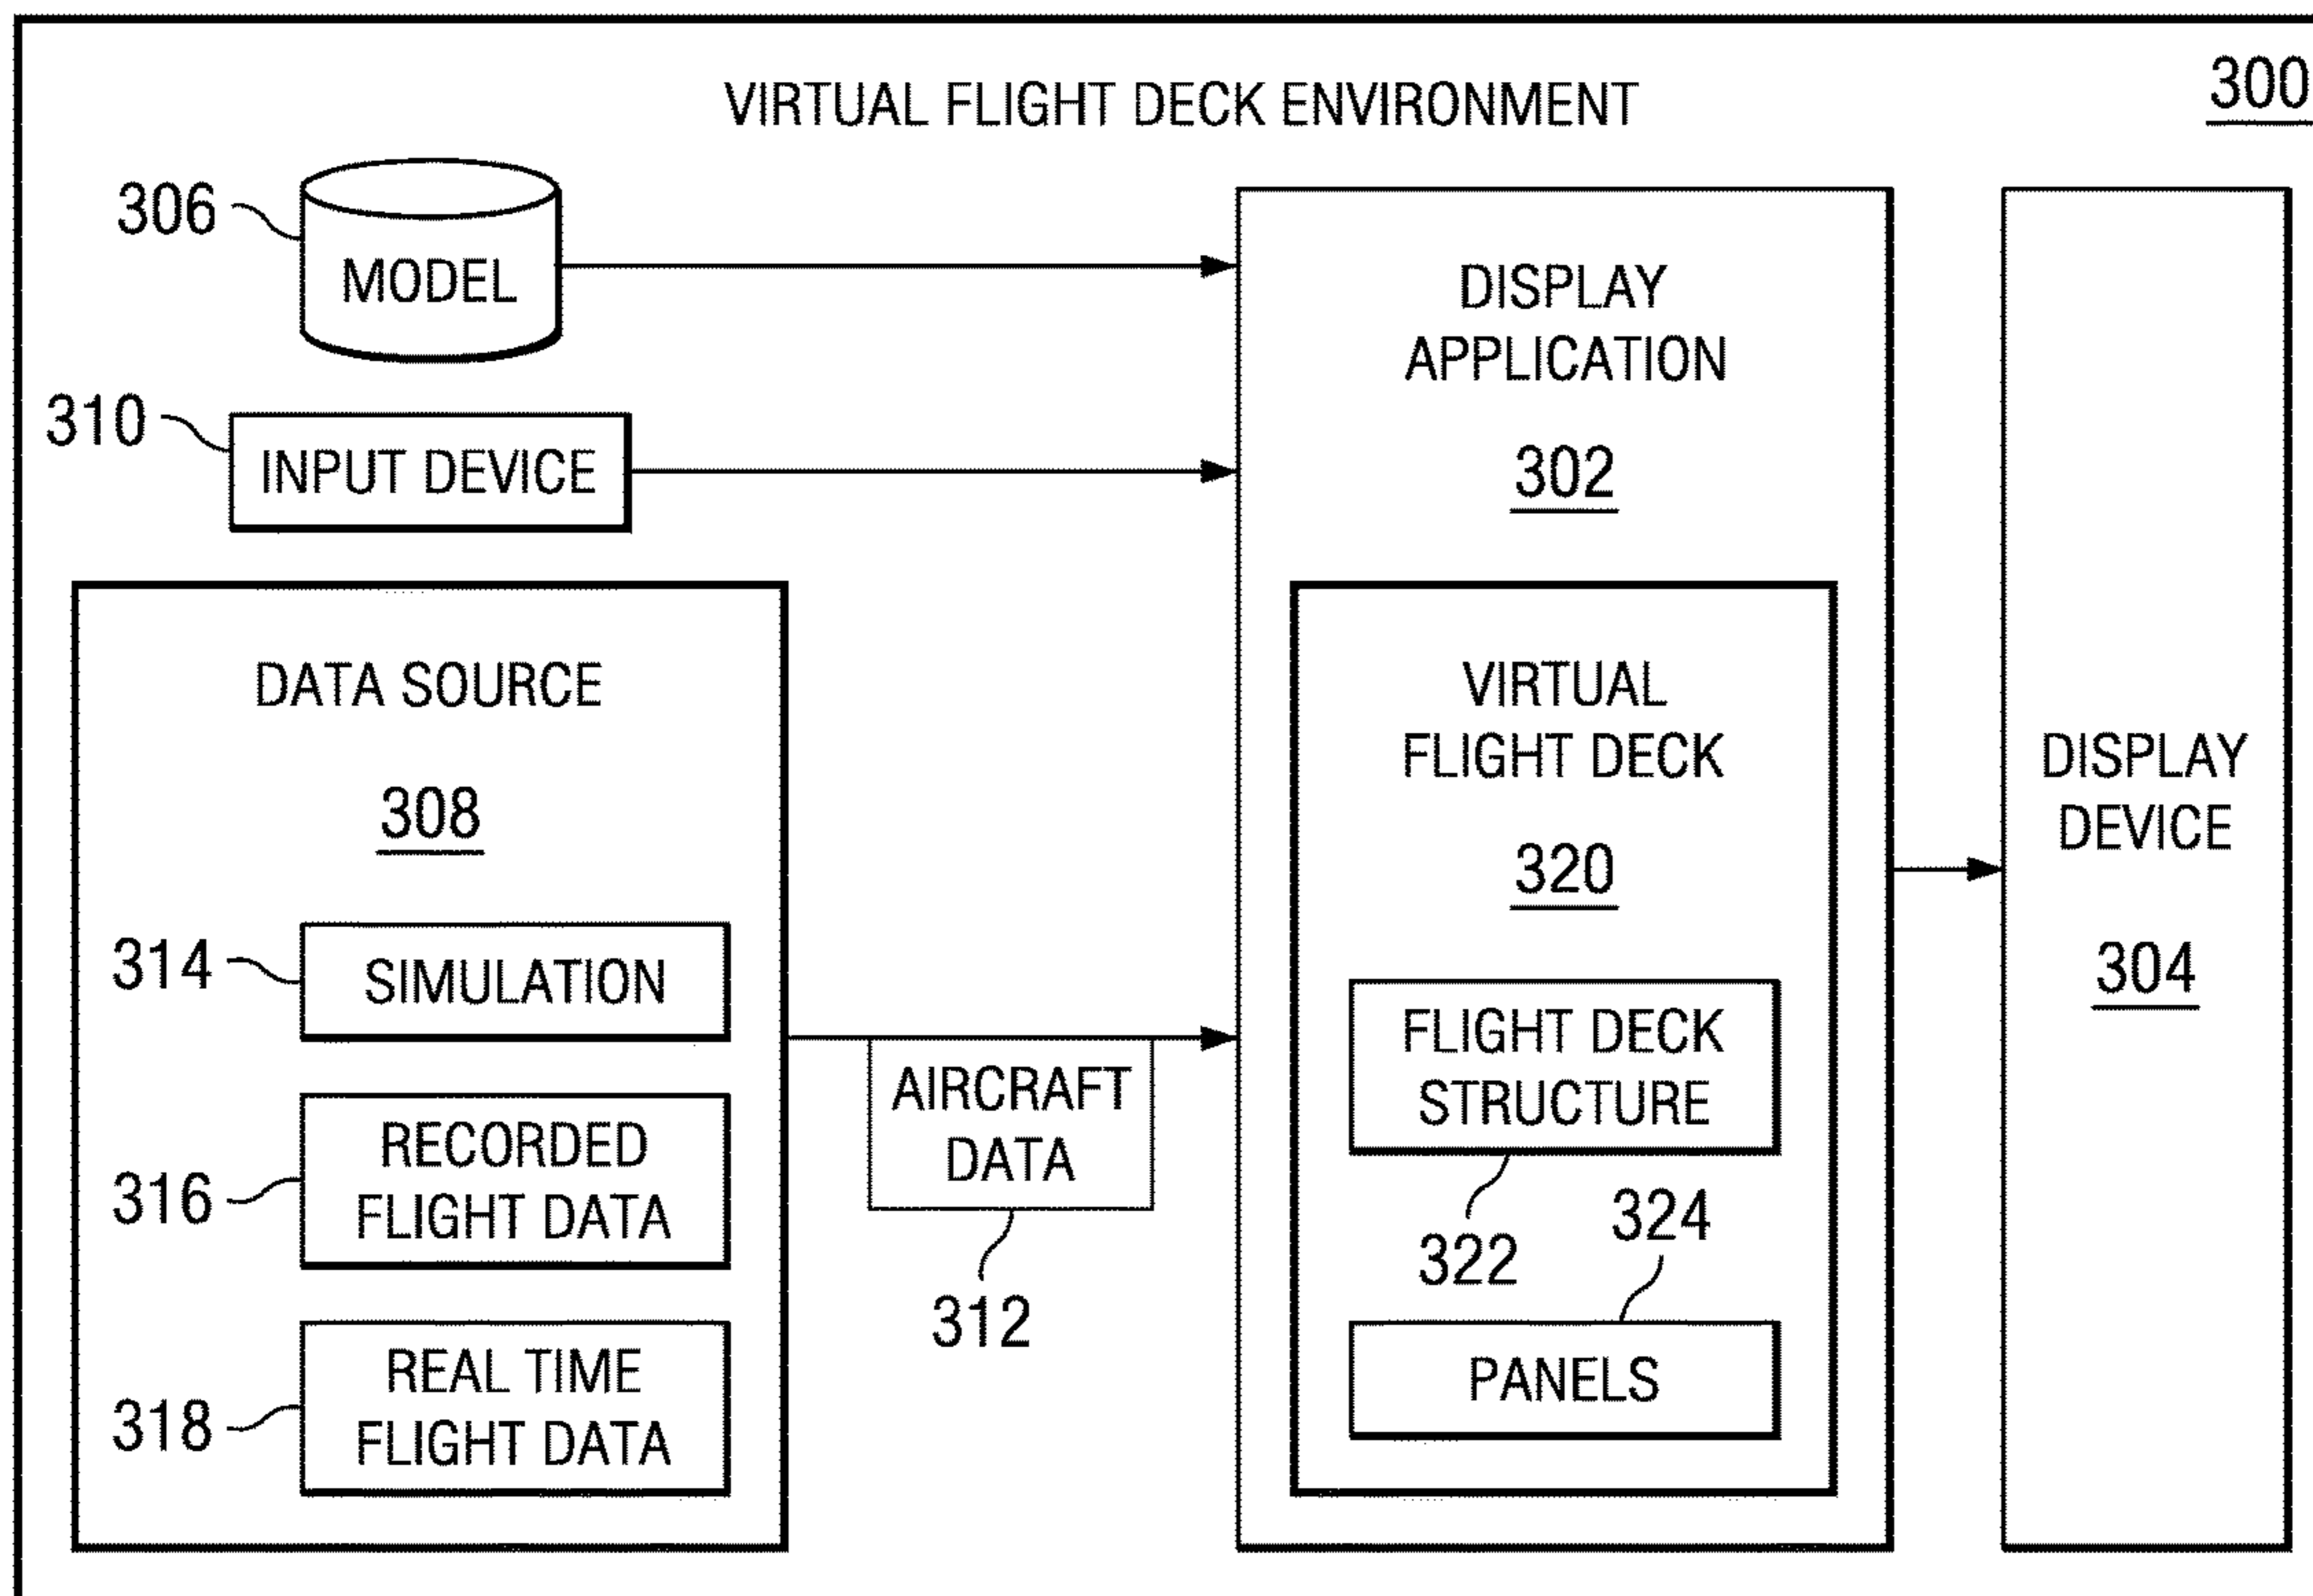 VIRTUAL FLIGHT DECK ENVIRONMENT
300
306
MODEL
310
INPUT DEVICE
DATA SOURCE
308
314
SIMULATION
316
RECORDED
FLIGHT DATA
318
REAL TIME
FLIGHT DATA
AIRCRAFT
DATA
312
DISPLAY
APPLICATION
302
VIRTUAL
FLIGHT DECK
320
FLIGHT DECK
STRUCTURE
322
324
PANELS
DISPLAY
DEVICE
304